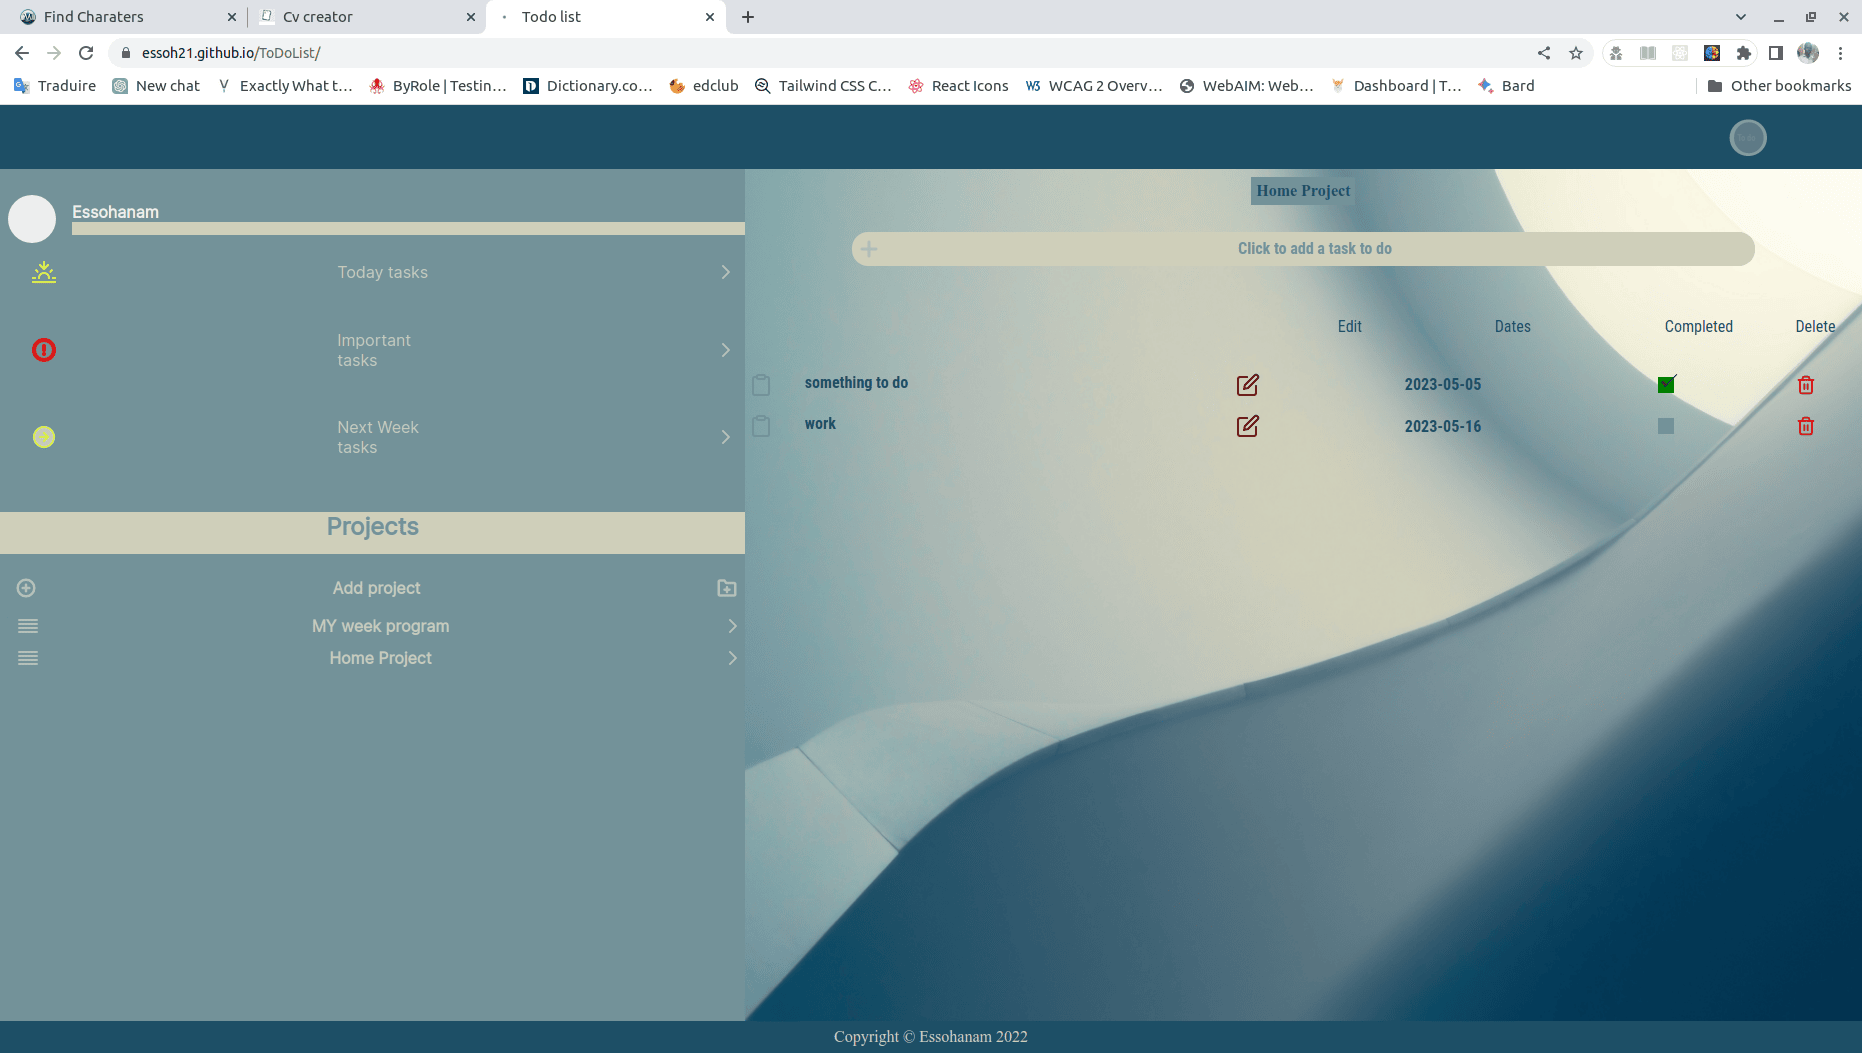 Find Charaters
Cv creator
Todo list
essoh21.github.io/ToDoList/
Traduire
New chat
Exactly What t...
ByRole | Testin...
Dictionary.co...
edclub
Tailwind CSS C...
React Icons
WCAG 2 Overv...
WebAIM: Web...
Dashboard | T...
Bard
Other bookmarks
Essohanam
Today tasks
Important
tasks
Next Week
tasks
Projects
Add project
MY week program
Home Project
Home Project
Click to add a task to do
Edit Dates Completed Delete
something to do 2023-05-05
work 2023-05-16
Copyright © Essohanam 2022